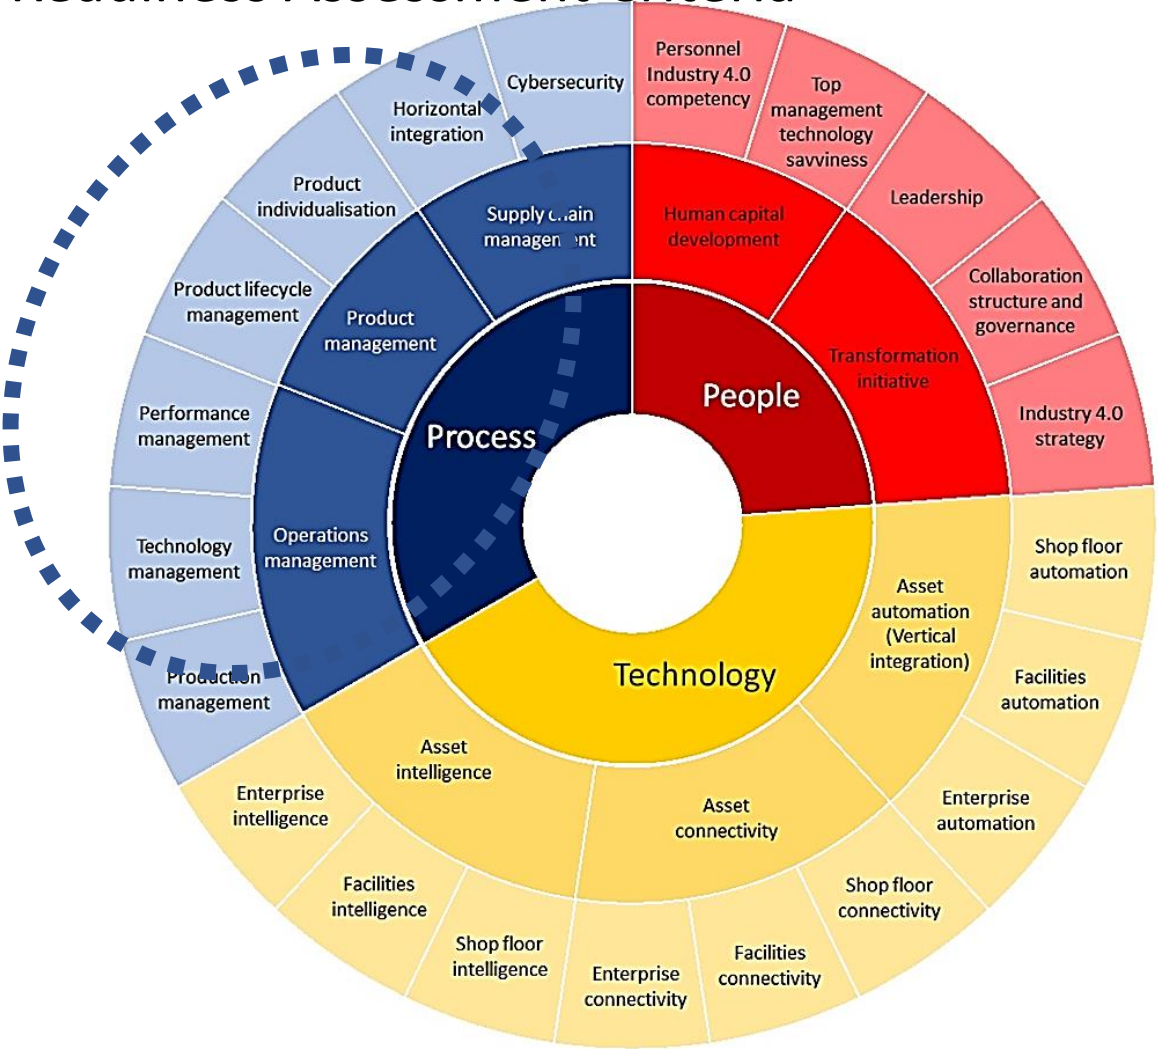 Readiness Assessment Criteria
Cybersecurity
Personnel
Industry 4.0
competency
Top
management
technology
savviness
Horizontal
integration
Product
individualisation
Leadership
Supply
management
Human capital
development
Product lifecycle
management
Product
management
Collaboration
structure and
governance
Transformation
initiative
Performance
management
Process
People
Industry 4.0
strategy
Technology
management
Operations
management
Asset
automation
(Vertical
integration)
Shop floor
automation
Production
management
Technology
Facilities
automation
Asset
intelligence
Asset
connectivity
Enterprise
intelligence
Enterprise
automation
Facilities
intelligence
Shop floor
connectivity
Shop floor
intelligence
Enterprise
connectivity
Facilities
connectivity